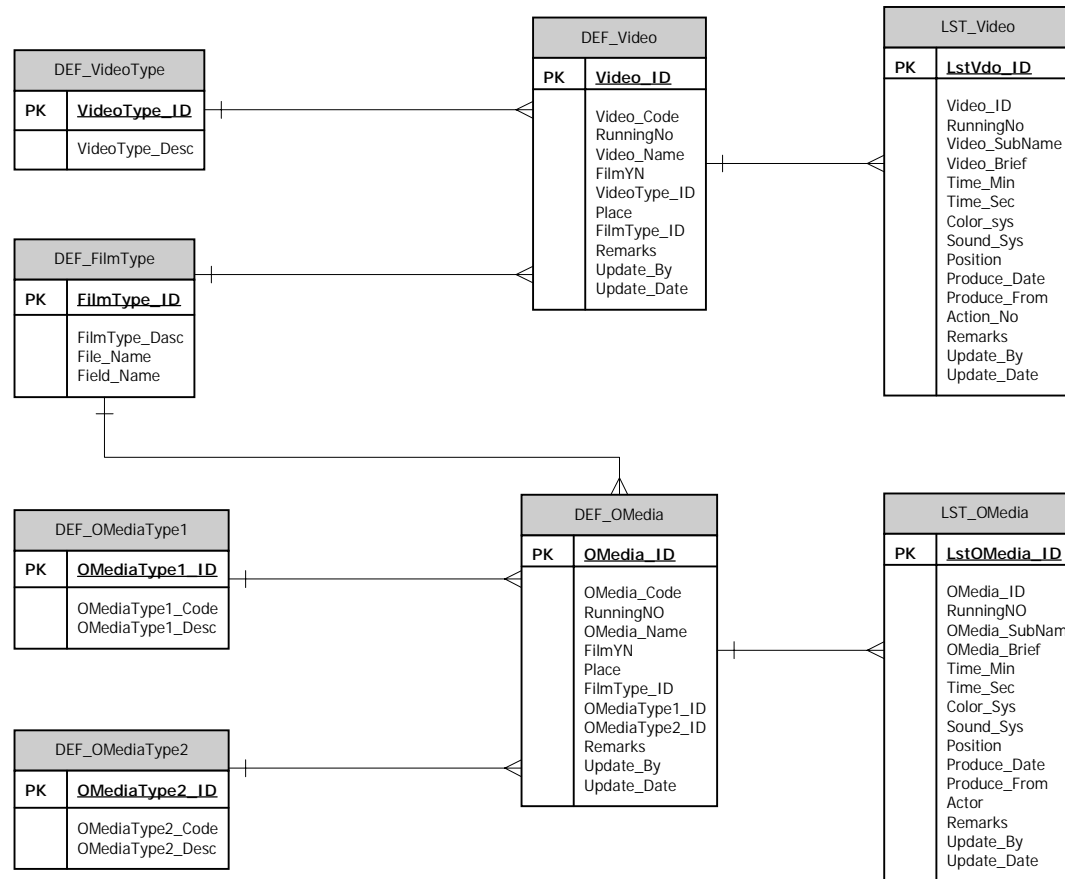 DEF_VideoType
PK VideoType_ID
VideoType_Desc
DEF_FilmType
PK FilmType_ID
FilmType_Dasc
File_Name
Field_Name
DEF_OMediaType1
PK OMediaType1_ID
OMediaType1_Code
OMediaType1_Desc
DEF_OMediaType2
PK OMediaType2_ID
OMediaType2_Code
OMediaType2_Desc
DEF_Video
PK Video_ID
Video_Code
RunningNo
Video_Name
FilmYN
VideoType_ID
Place
FilmType_ID
Remarks
Update_By
Update_Date
DEF_OMedia
PK OMedia_ID
OMedia_Code
RunningNO
OMedia_Name
FilmYN
Place
FilmType_ID
OMediaType1_ID
OMediaType2_ID
Remarks
Update_By
Update_Date
LST_Video
PK LstVdo_ID
Video_ID
RunningNo
Video_SubName
Video_Brief
Time_Min
Time_Sec
Color_sys
Sound_Sys
Position
Produce_Date
Produce_From
Action_No
Remarks
Update_By
Update_Date
LST_OMedia
PK LstOMedia_ID
OMedia_ID
RunningNO
OMedia_SubNam
OMedia_Brief
Time_Min
Time_Sec
Color_Sys
Sound_Sys
Position
Produce_Date
Produce_From
Actor
Remarks
Update_By
Update_Date